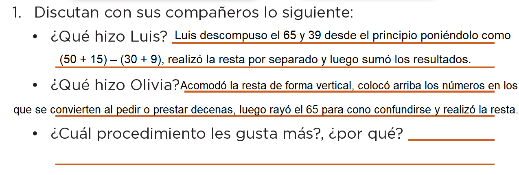 1. Discutan con sus compañeros lo siguiente:
• ¿Qué hizo Luis? Luis descompuso el 65 y 39 desde el principio poniéndolo como
(50 + 15) – (30 + 9), realizó la resta por separado y luego sumó los resultados.
• ¿Qué hizo Olivia? Acomodó la resta de forma vertical, colocó arriba los números en los
que se convierten al pedir o prestar decenas, luego rayó el 65 para cono confundirse y realizó la resta.
• ¿Cuál procedimiento les gusta más?, ¿por qué?